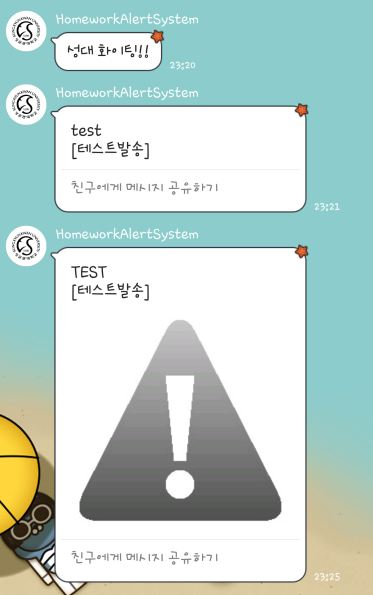 HomeworkAlertSystem
성대 화이팅!!
23:20
HomeworkAlertSystem
test
[테스트발송]
친구에게 메시지 공유하기
23:21
HomeworkAlertSystem
TEST
[테스트발송]
친구에게 메시지 공유하기
23:25